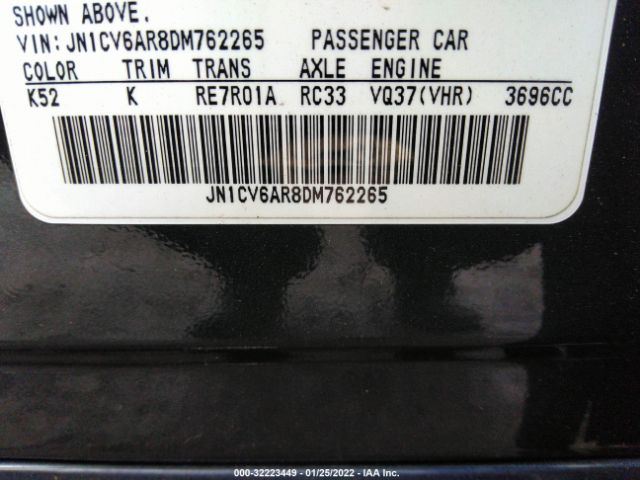 SHOWN ABOVE.
VIN: JN1CV6AR8DM762265 PASSENGER CAR
COLOR TRIM TRANS AXLE ENGINE
K52 K RE7R01A RC33 VQ37(VHR) 3696CC
JN1CV6AR8DM762265
000-32223449 - 01/25/2022 - IAA Inc.